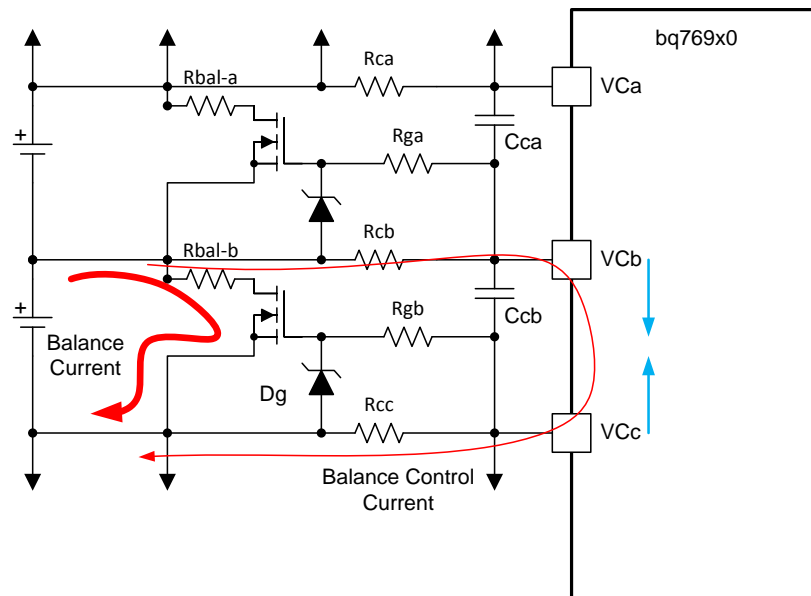 bq769x0
Rca
VCa
Rbal-a
+
Rga
Cca
Rbal-b
Rcb
VCb
+
Rgb
Ccb
Balance
Current
Dg
Rcc
VCc
Balance Control
Current